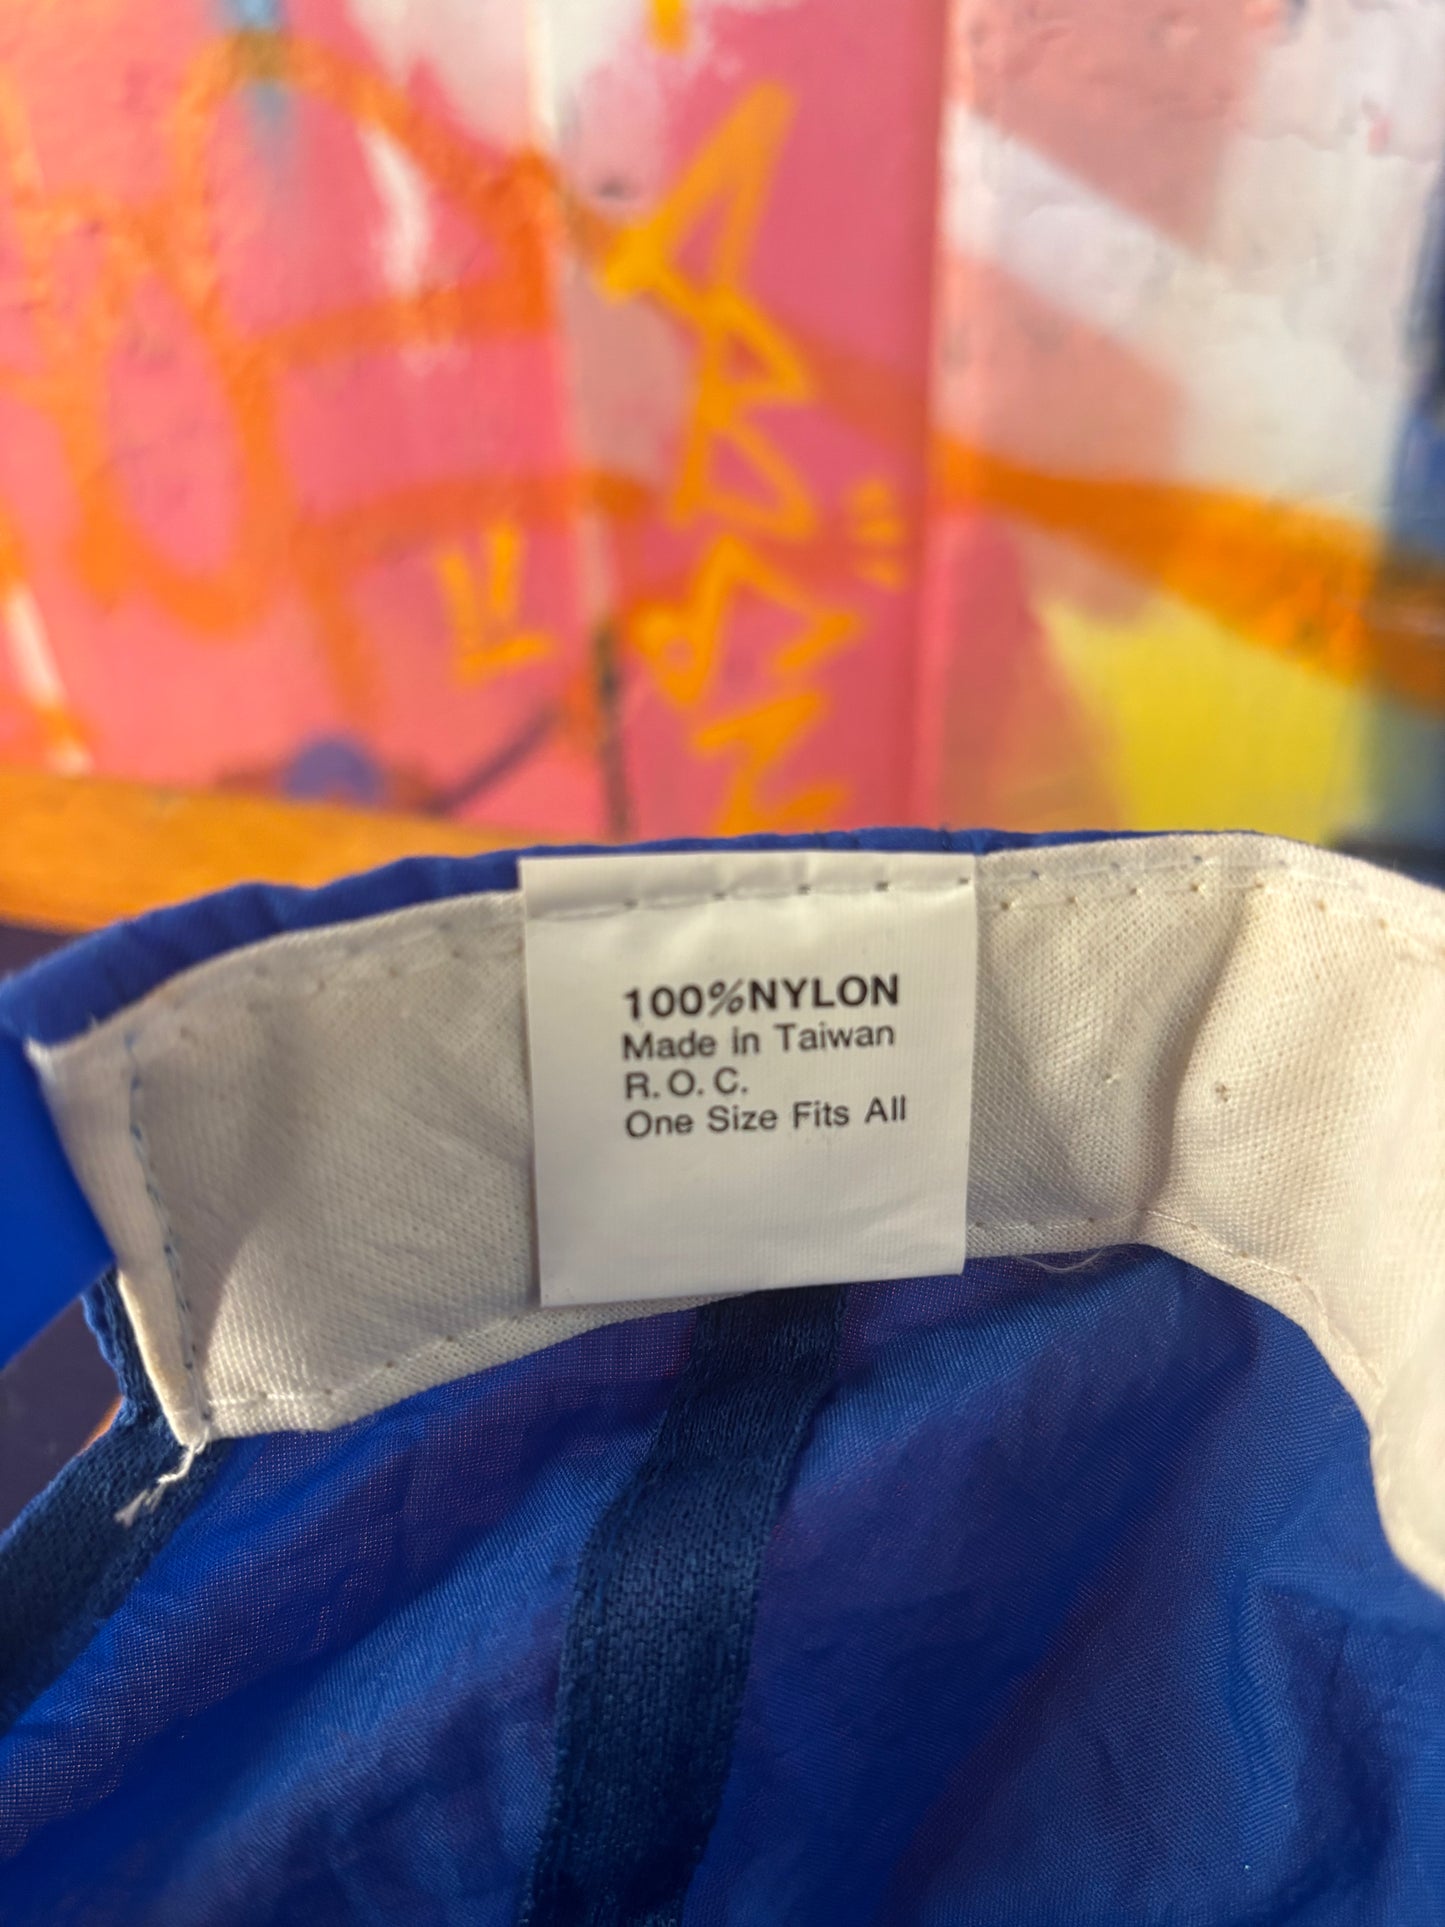 100%NYLON
Made in Taiwan
R.O.C.
One Size Fits All